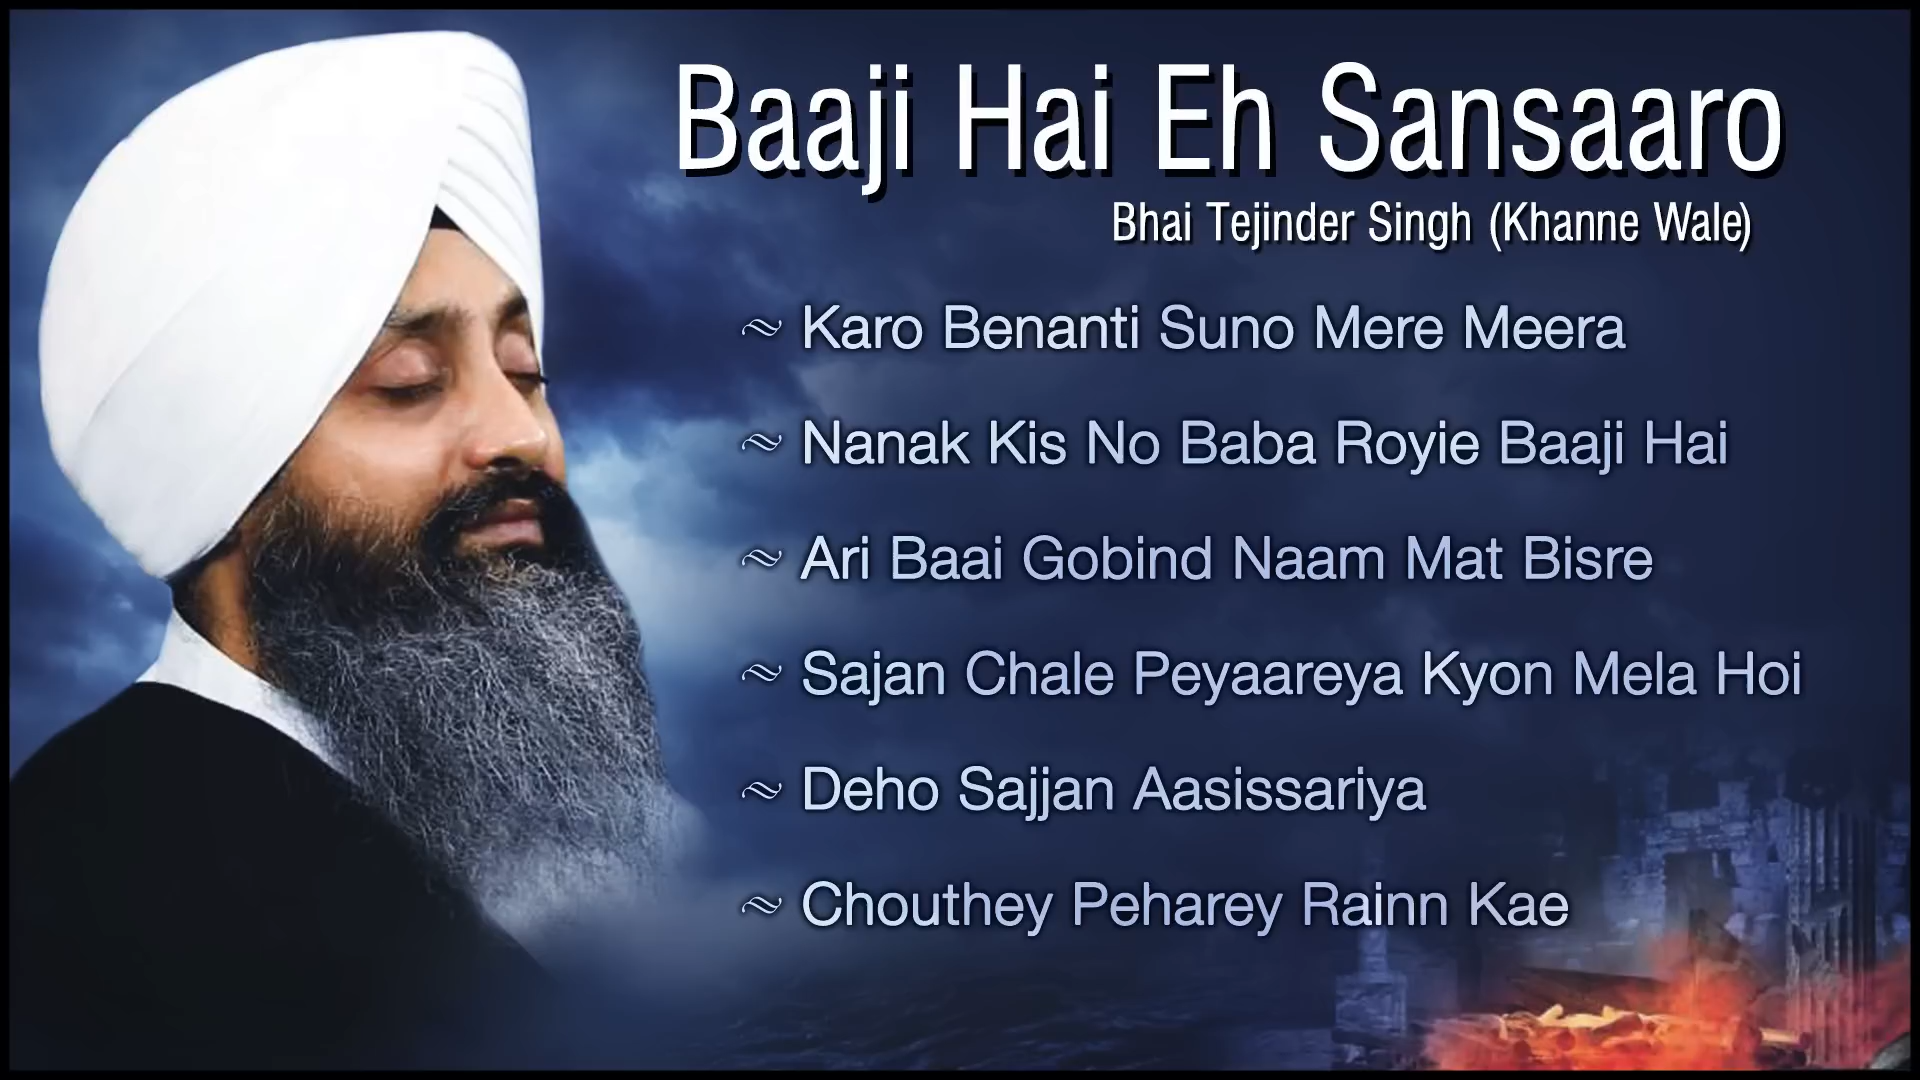 Baaji Hai Eh Sansaaro
Bhai Tejinder Singh (Khanne Wale)
~ Karo Benanti Suno Mere Meera
~ Nanak Kis No Baba Royie Baaji Hai
~ Ari Baai Gobind Naam Mat Bisre
~ Sajan Chale Peyaareya Kyon Mela Hoi
~ Deho Sajjan Aasissariya
~ Chouthey Peharey Rainn Kae